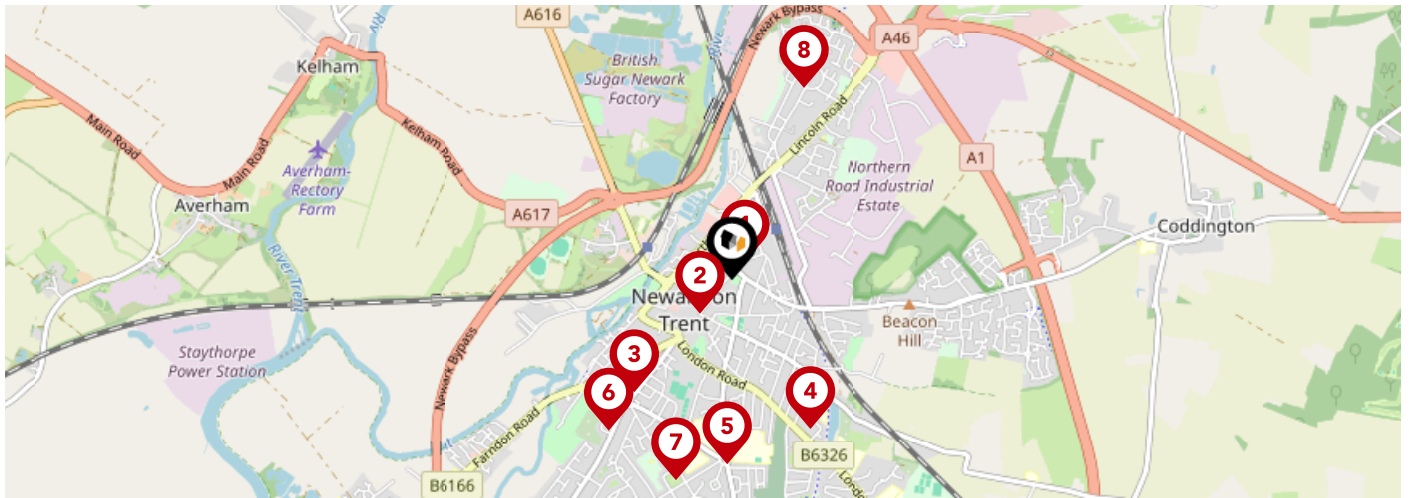 A616
Kelham
British
Sugar Newark
Factory
Newark Bypass
8
A46
Main Road
Main Road
Kelham Road
Lincoln Road
A1
Averham-
Rectory
Farm
Northern
Road Industrial
Estate
Averham
A617
Coddington
River Trent
2
Newark on
Trent
Beacon
Hill
Staythorpe
Power Station
Newark Bypass
3
London Road
6
4
Farndon Road
5
7
B6326
B6166